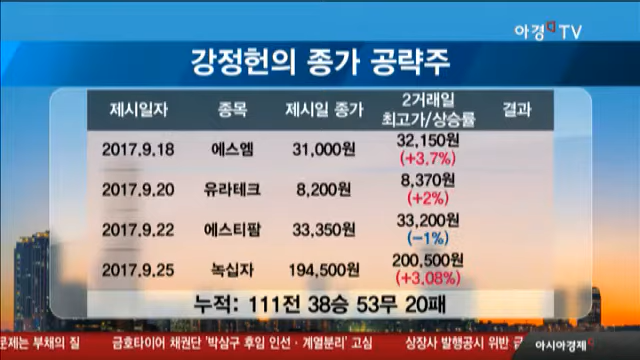 아경 TV
강정헌의 종가 공략주
제시일자 종목 제시일 종가 2거래일 최고가/상승률 결과
2017.9.18 에스엠 31,000원 32,150원 (+3.7%)
2017.9.20 유라테크 8,200원 8,370원 (+2%)
2017.9.22 에스티팜 33,350원 33,200원 (-1%)
2017.9.25 녹십자 194,500원 200,500원 (+3.08%)
누적: 111전 38승 53무 20패
문제는 부채의 질 금호타이어 채권단 '박삼구 후임 인선·계열분리' 고심 상장사 발행공시 위반 급 아시아경제